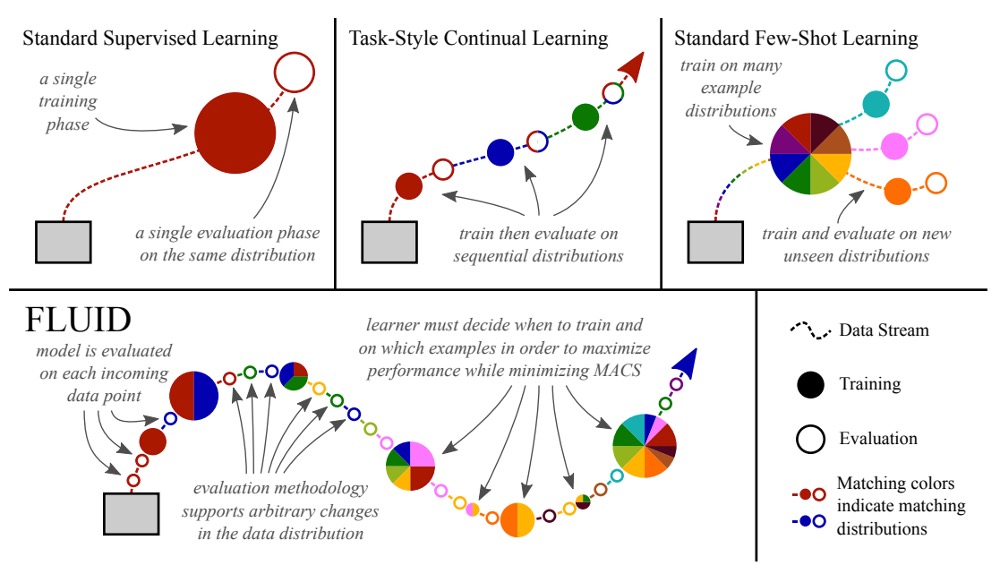 Standard Supervised Learning
a single
training
phase
a single evaluation phase
on the same distribution
Task-Style Continual Learning
train then evaluate on
sequential distributions
Standard Few-Shot Learning
train on many
example
distributions
train and evaluate on new
unseen distributions
FLUID
model is evaluated
on each incoming
data point
evaluation methodology
supports arbitrary changes
in the data distribution
learner must decide when to train and
on which examples in order to maximize
performance while minimizing MACS
Data Stream
Training
Evaluation
Matching colors
indicate matching
distributions